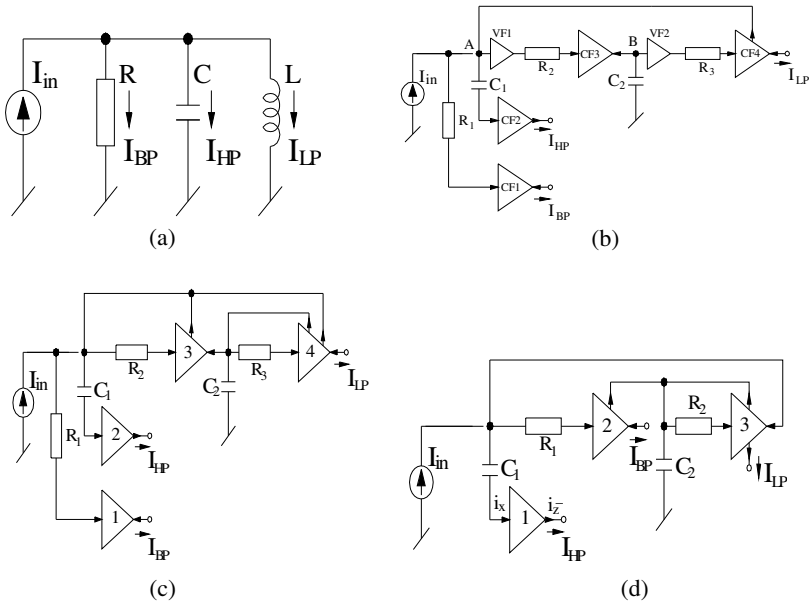 I_in
R
C
L
I_BP
I_HP
I_LP
(a)
A
VF1
R_2
CF3
B
VF2
R_3
CF4
I_LP
I_in
C_1
C_2
R_1
CF2
I_HP
CF1
I_BP
(b)
I_in
R_2
3
R_3
4
I_LP
C_1
C_2
R_1
2
I_HP
1
I_BP
(c)
I_in
R_1
2
R_2
3
I_BP
C_1
C_2
I_LP
i_x
1
i_z^-
I_HP
(d)